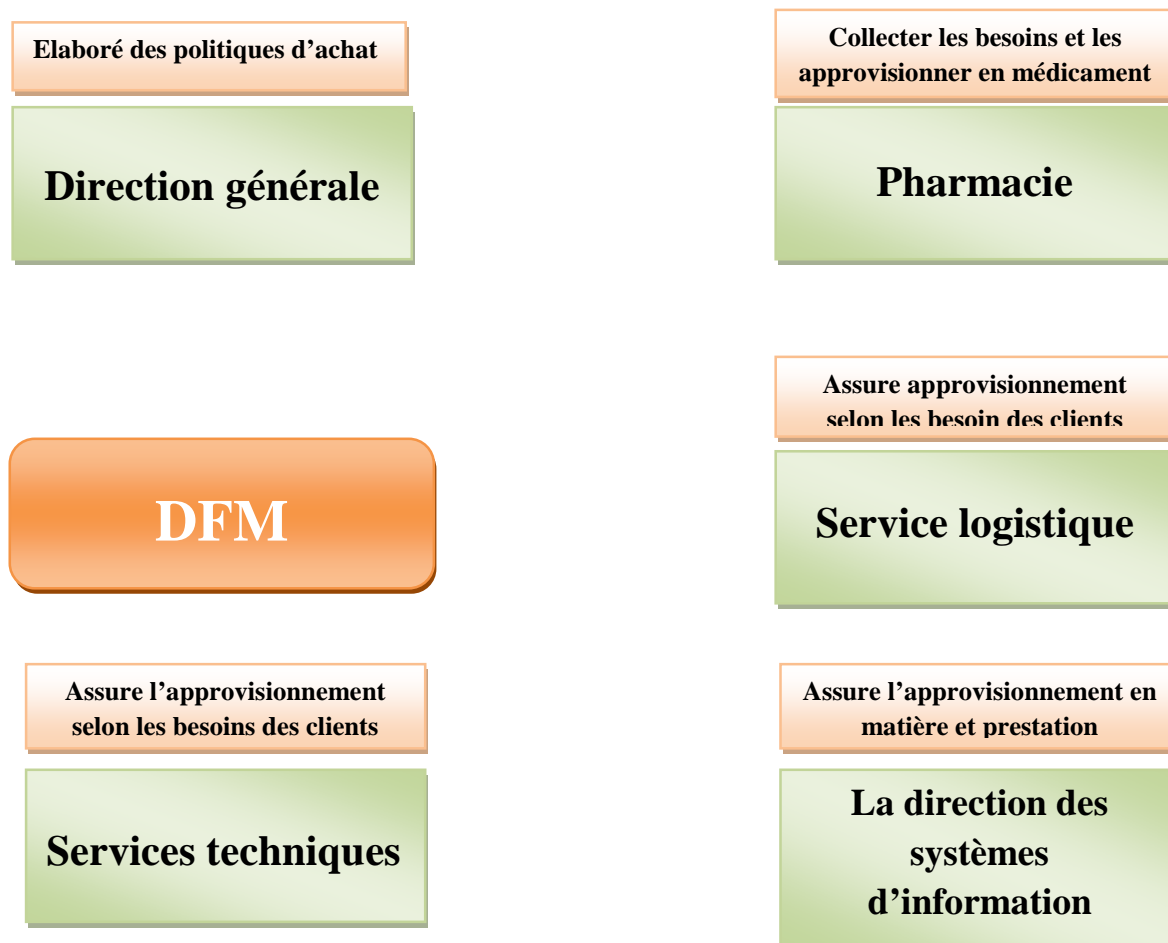 Elaboré des politiques d'achat
Direction générale
Collecter les besoins et les
approvisionner en médicament
Pharmacie
Assure approvisionnement
selon les besoin des clients
Service logistique
DFM
Assure l'approvisionnement
selon les besoins des clients
Services techniques
Assure l'approvisionnement en
matière et prestation
La direction des
systèmes
d'information